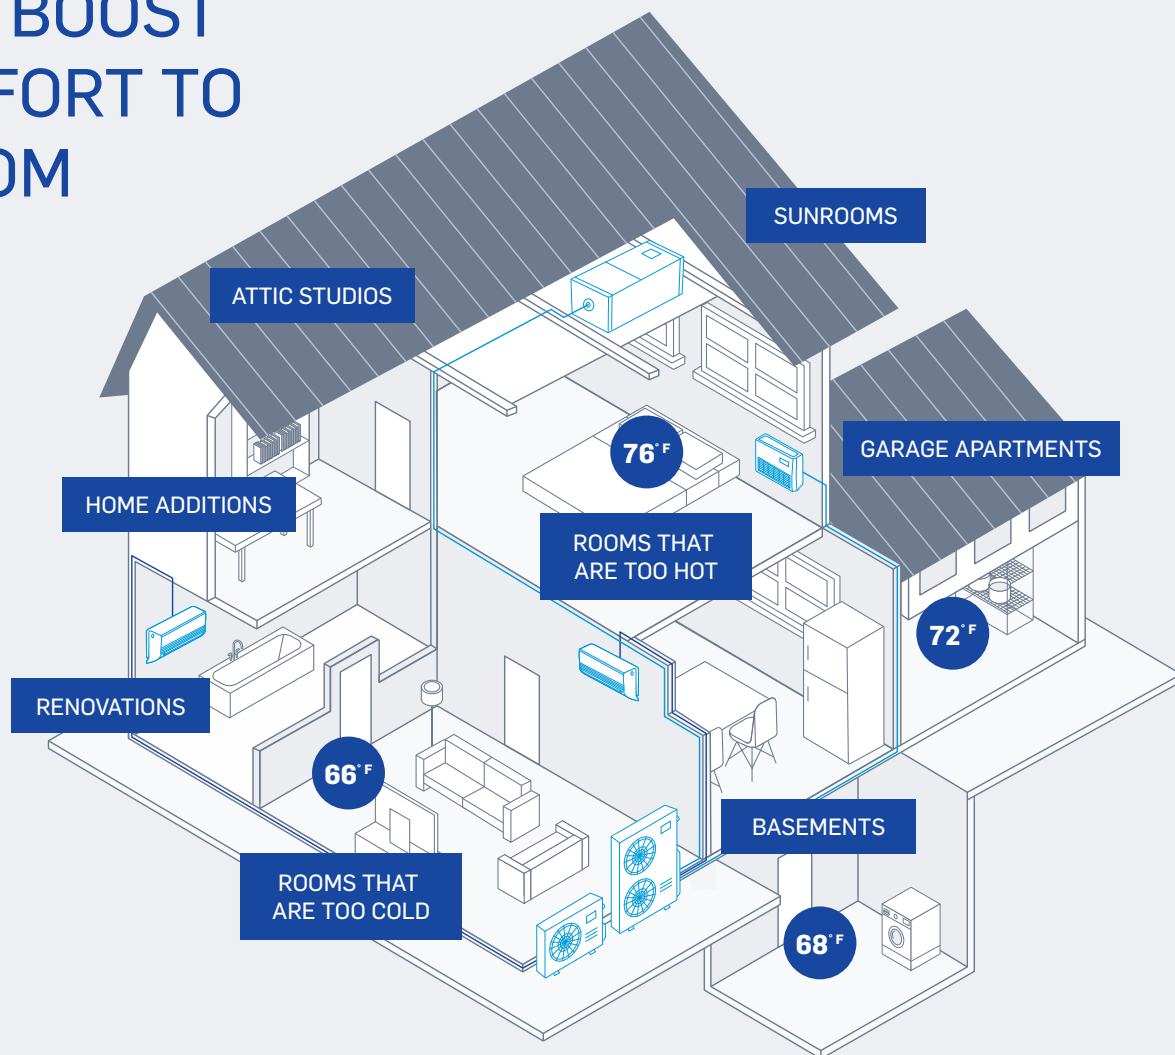 BOOST
FORT TO
OM
SUNROOMS
ATTIC STUDIOS
GARAGE APARTMENTS
76°F
HOME ADDITIONS
ROOMS THAT
ARE TOO HOT
72°F
RENOVATIONS
66°F
BASEMENTS
ROOMS THAT
ARE TOO COLD
68°F